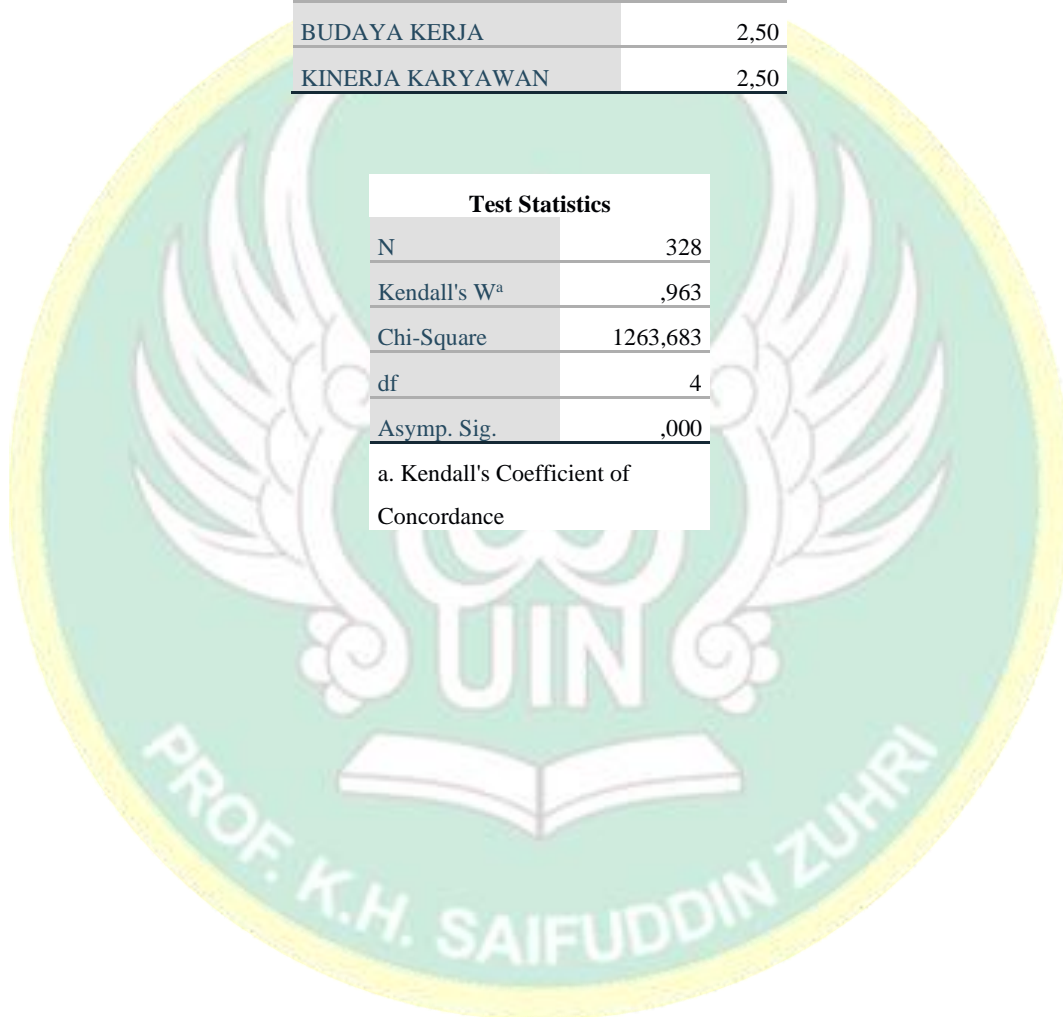 BUDAYA KERJA 2,50
KINERJA KARYAWAN 2,50
Test Statistics
N 328
Kendall's Wᵃ ,963
Chi-Square 1263,683
df 4
Asymp. Sig. ,000
a. Kendall's Coefficient of
Concordance
UIN
PROF. K.H. SAIFUDDIN ZUHRI